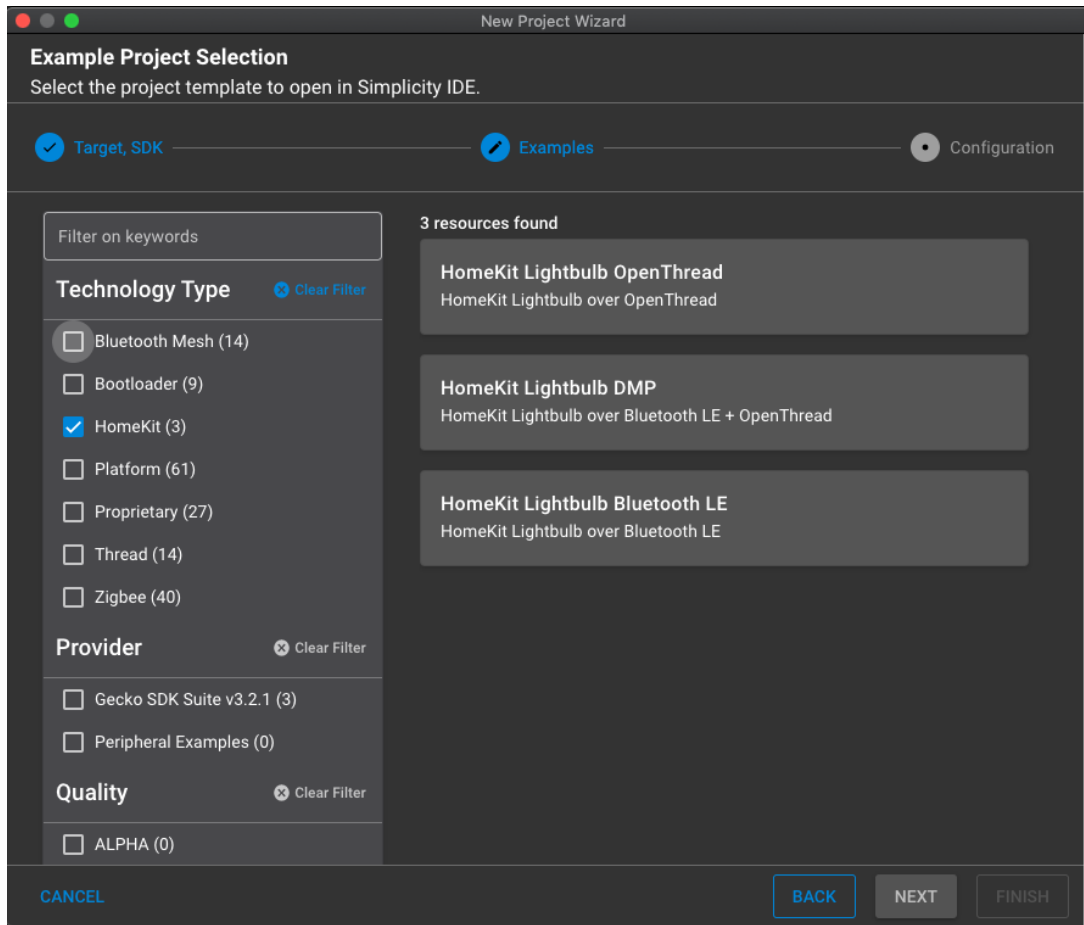 New Project Wizard
Example Project Selection
Select the project template to open in Simplicity IDE.
Target, SDK
Examples
Configuration
Filter on keywords
Technology Type
Clear Filter
Bluetooth Mesh (14)
Bootloader (9)
HomeKit (3)
Platform (61)
Proprietary (27)
Thread (14)
Zigbee (40)
Provider
Clear Filter
Gecko SDK Suite v3.2.1 (3)
Peripheral Examples (0)
Quality
Clear Filter
ALPHA (0)
3 resources found
HomeKit Lightbulb OpenThread
HomeKit Lightbulb over OpenThread
HomeKit Lightbulb DMP
HomeKit Lightbulb over Bluetooth LE + OpenThread
HomeKit Lightbulb Bluetooth LE
HomeKit Lightbulb over Bluetooth LE
CANCEL
BACK
NEXT
FINISH